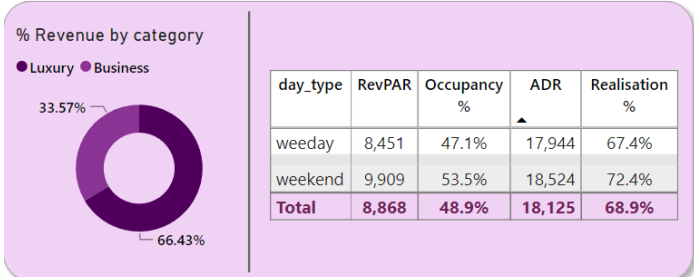 % Revenue by category
Luxury Business
33.57%
66.43%
day_type RevPAR Occupancy % ADR Realisation %
weeday 8,451 47.1% 17,944 67.4%
weekend 9,909 53.5% 18,524 72.4%
Total 8,868 48.9% 18,125 68.9%